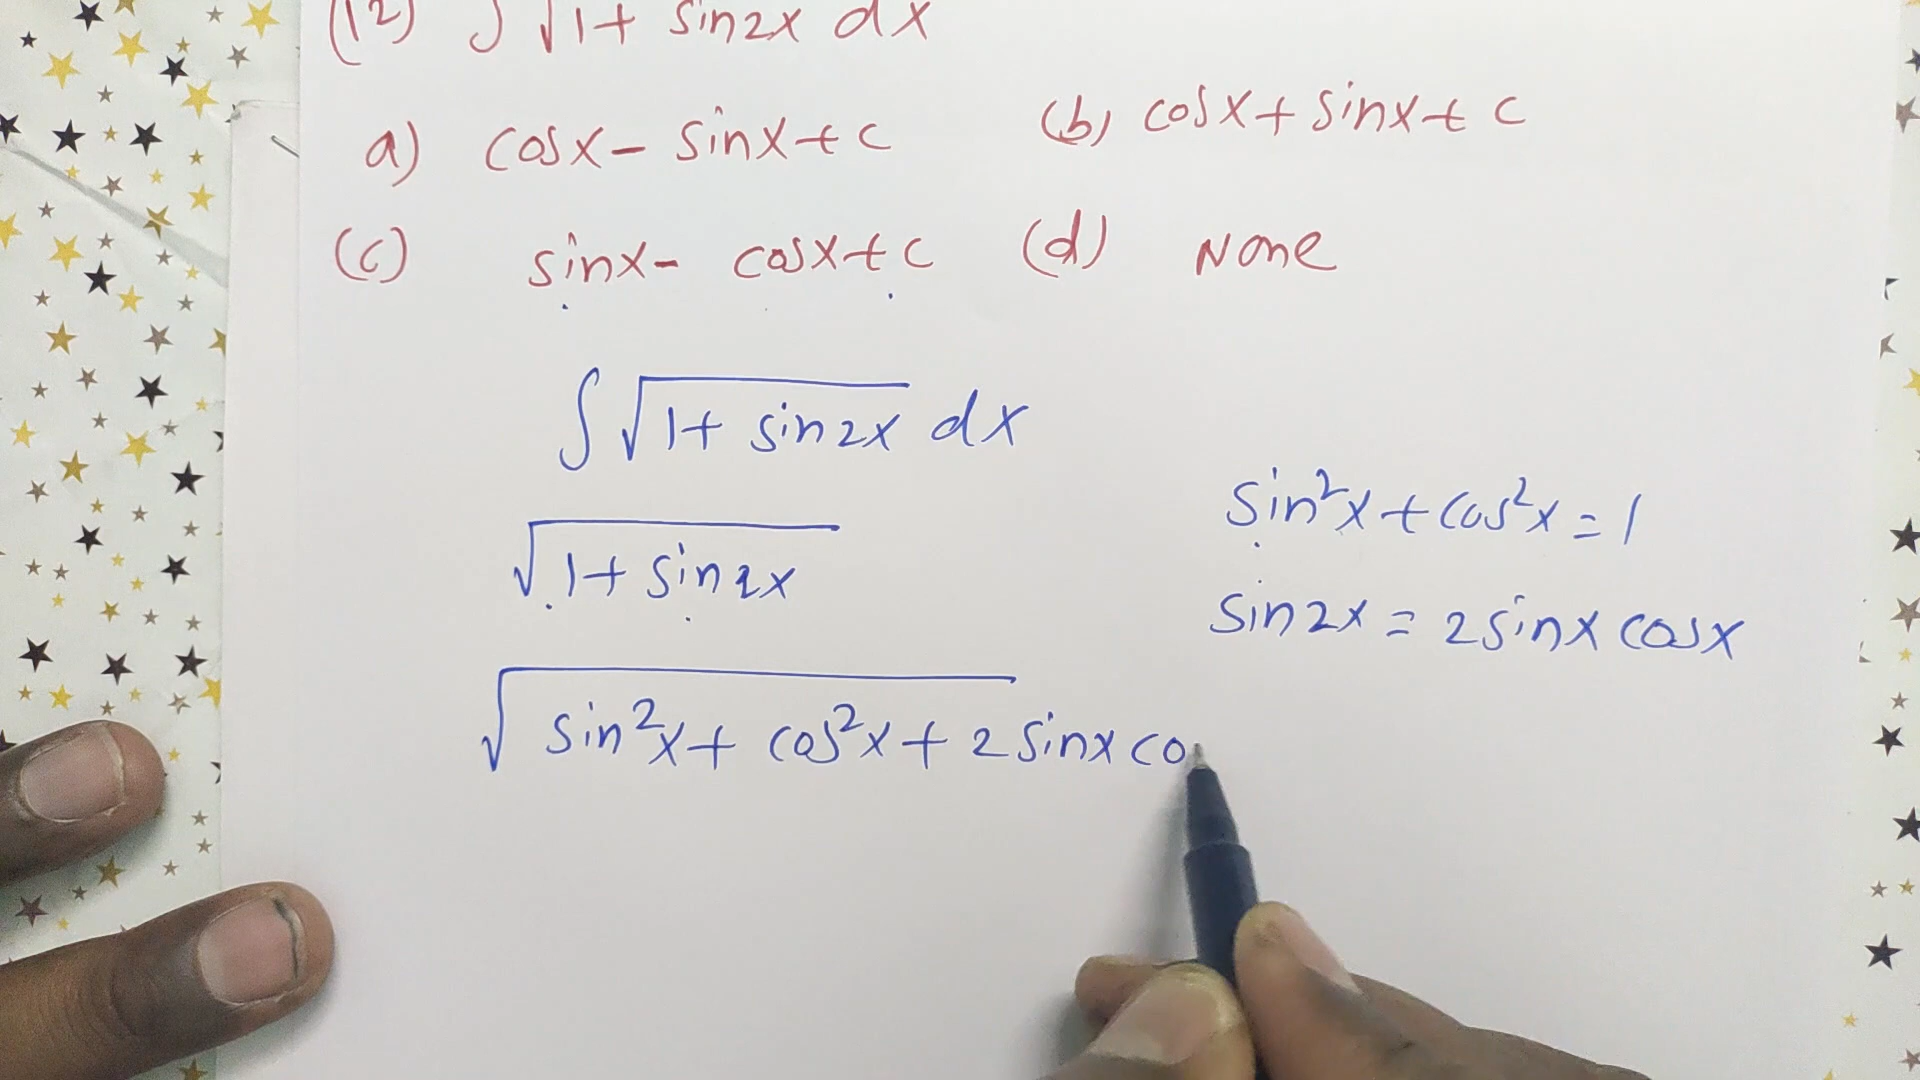 (12) ∫ √1+ sin2x dx
a) cosx - sinx + c (b) cosx + sinx + c
(c) sinx - cosx + c (d) None
∫ √1+ sin2x dx
sin²x + cos²x = 1
√1+ sin2x
sin2x = 2sinx cosx
√sin²x + cos²x + 2sinx co